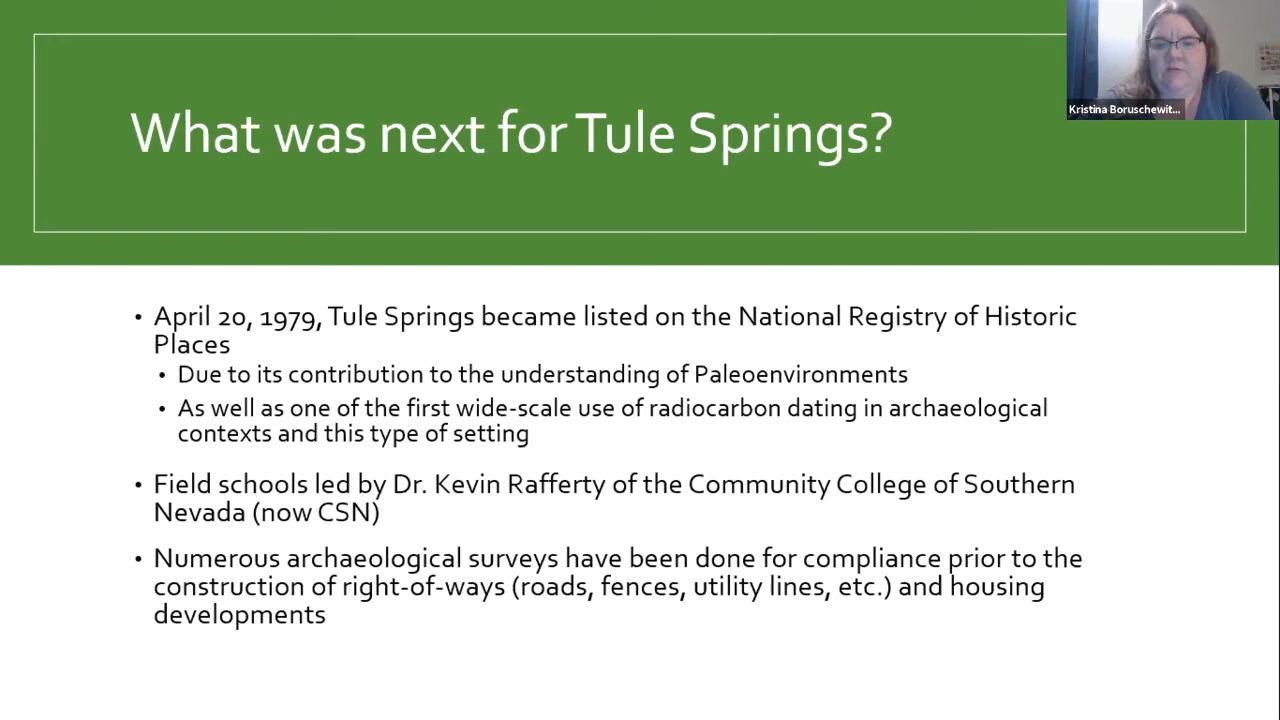 Kristina Boruschewit...
What was next for Tule Springs?
• April 20, 1979, Tule Springs became listed on the National Registry of Historic
Places
• Due to its contribution to the understanding of Paleoenvironments
• As well as one of the first wide-scale use of radiocarbon dating in archaeological
contexts and this type of setting
• Field schools led by Dr. Kevin Rafferty of the Community College of Southern
Nevada (now CSN)
• Numerous archaeological surveys have been done for compliance prior to the
construction of right-of-ways (roads, fences, utility lines, etc.) and housing
developments